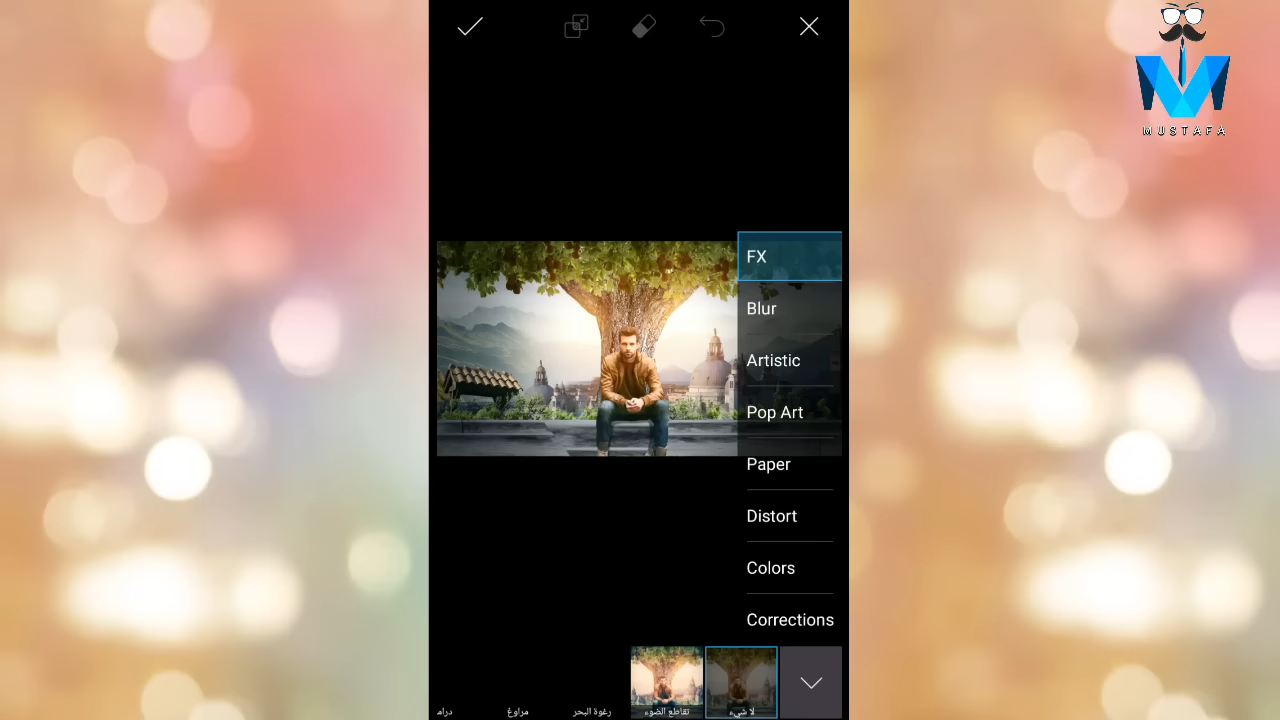 MUSTAFA
FX
Blur
Artistic
Pop Art
Paper
Distort
Colors
Corrections
لا شيء
تقاطع الضوء
رغوة البحر
مراوغ
دراما